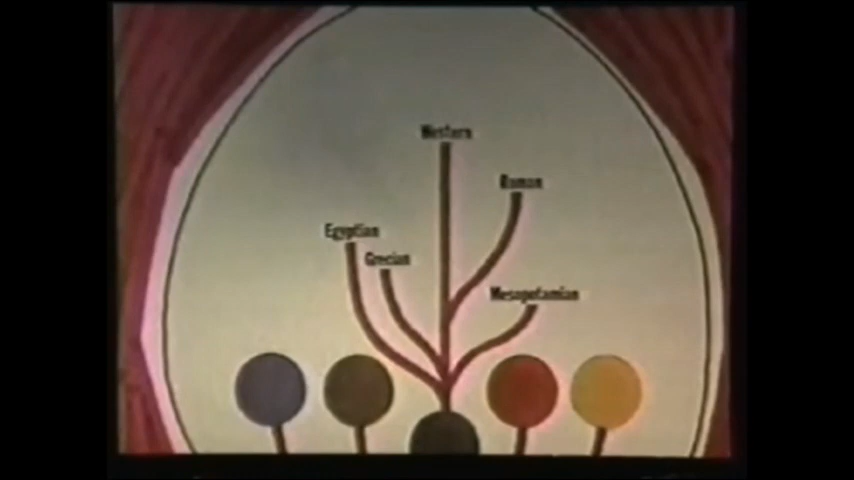 Western
Roman
Egyptian
Grecian
Mesopotamian